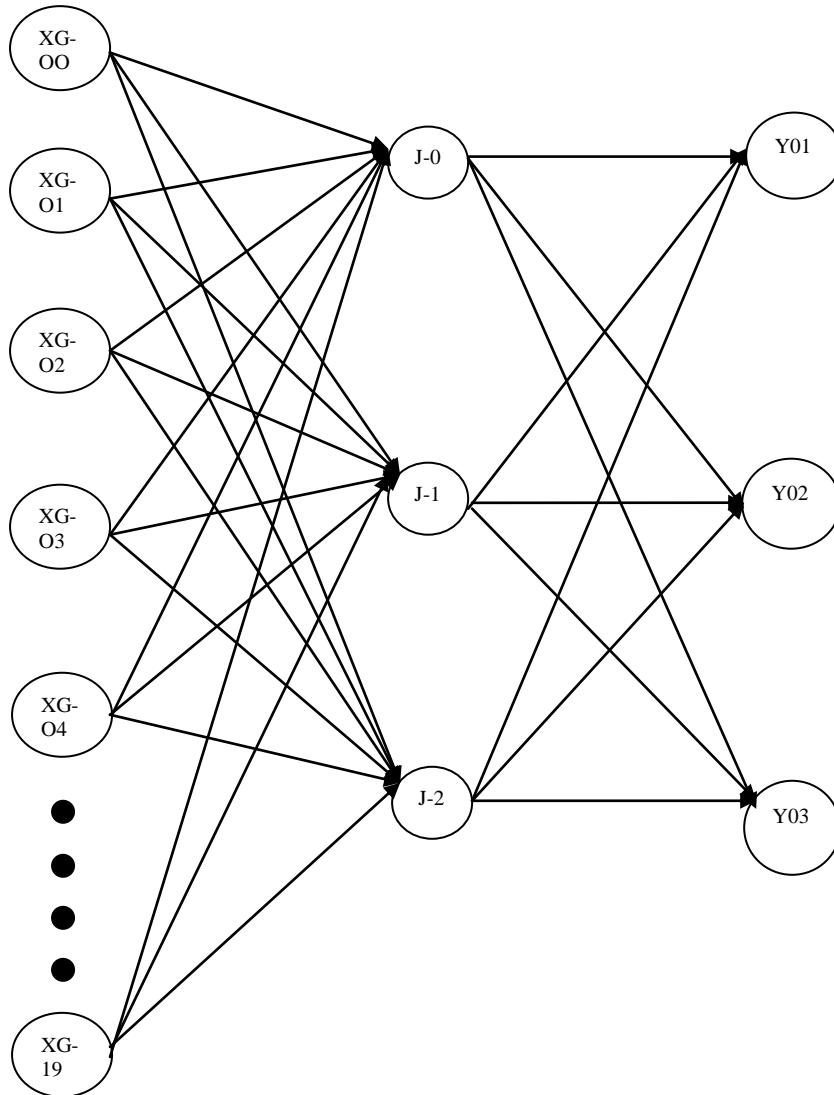 XG-
OO
XG-
O1
XG-
O2
XG-
O3
XG-
O4
XG-
19
J-0
J-1
J-2
Y01
Y02
Y03